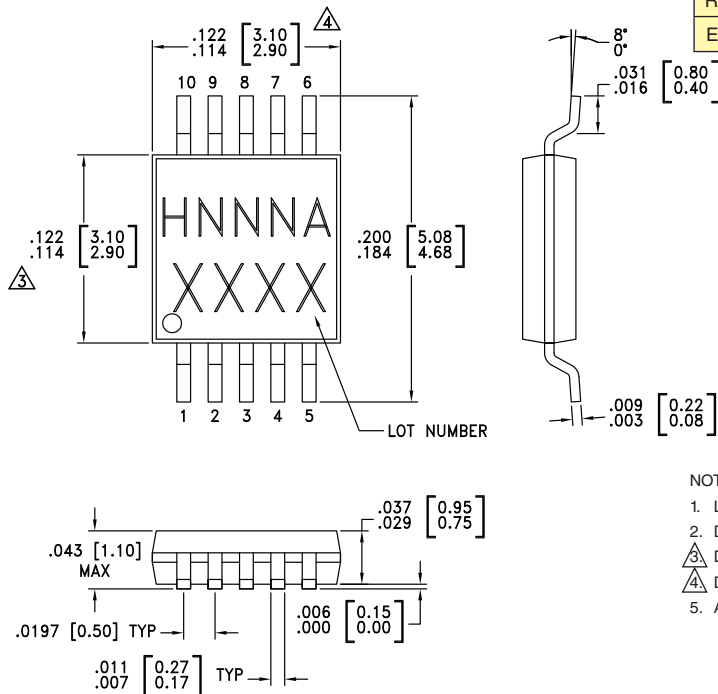 .122 [3.10]
.114 [2.90]
4
8°
0°
.031 [0.80]
.016 [0.40]
10 9 8 7 6
HNNNA
XXXX
.122 [3.10]
.114 [2.90]
3
.200 [5.08]
.184 [4.68]
1 2 3 4 5
LOT NUMBER
.009 [0.22]
.003 [0.08]
.037 [0.95]
.029 [0.75]
.043 [1.10]
MAX
.0197 [0.50] TYP
.006 [0.15]
.000 [0.00]
.011 [0.27] TYP
.007 [0.17]
NOT
1. L
2. D
3. D
4. D
5. A
E